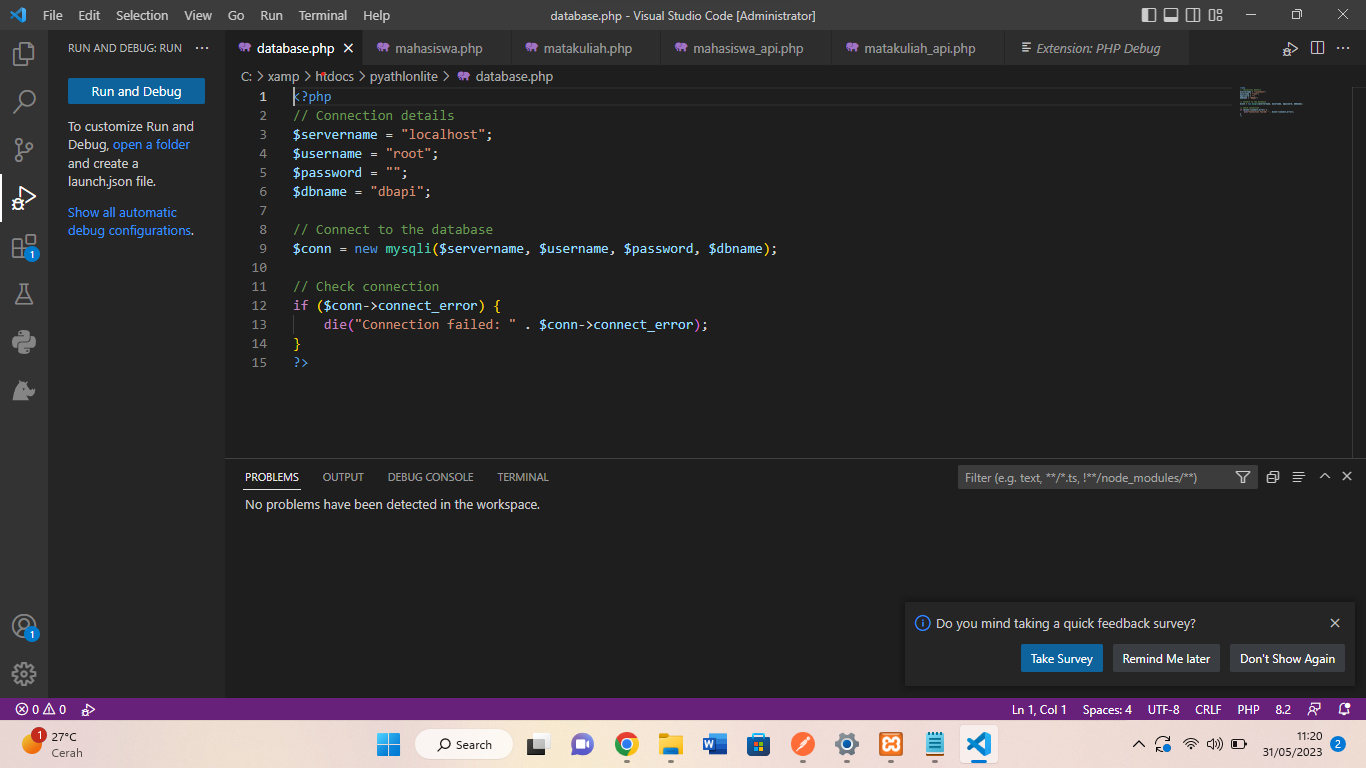 File Edit Selection View Go Run Terminal Help
database.php - Visual Studio Code [Administrator]
RUN AND DEBUG: RUN
database.php
mahasiswa.php
matakuliah.php
mahasiswa_api.php
matakuliah_api.php
Extension: PHP Debug
C: > xamp > htdocs > pyathlonlite > database.php
Run and Debug
To customize Run and
Debug, open a folder
and create a
launch.json file.
Show all automatic
debug configurations.
1 <?php
2 // Connection details
3 $servername = "localhost";
4 $username = "root";
5 $password = "";
6 $dbname = "dbapi";
7
8 // Connect to the database
9 $conn = new mysqli($servername, $username, $password, $dbname);
10
11 // Check connection
12 if ($conn->connect_error) {
13     die("Connection failed: " . $conn->connect_error);
14 }
15 ?>
1
PROBLEMS OUTPUT DEBUG CONSOLE TERMINAL
Filter (e.g. text, **/*.ts, !**/node_modules/**)
No problems have been detected in the workspace.
1
Do you mind taking a quick feedback survey?
Take Survey Remind Me later Don't Show Again
0 0
Ln 1, Col 1 Spaces: 4 UTF-8 CRLF PHP 8.2
1
27°C
Cerah
Search
11:20
31/05/2023
2